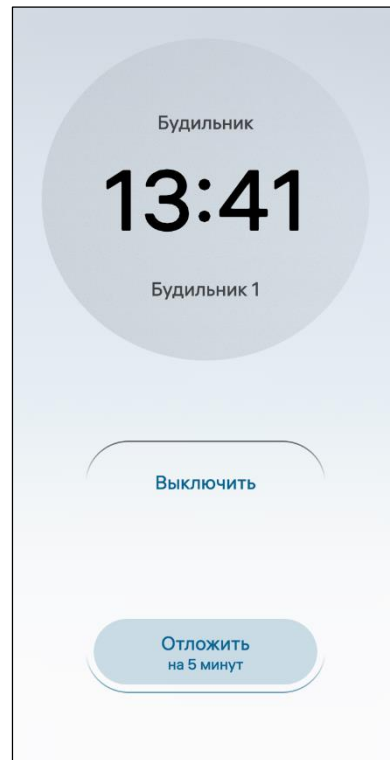 Будильник
13:41
Будильник 1
Выключить
Отложить
на 5 минут